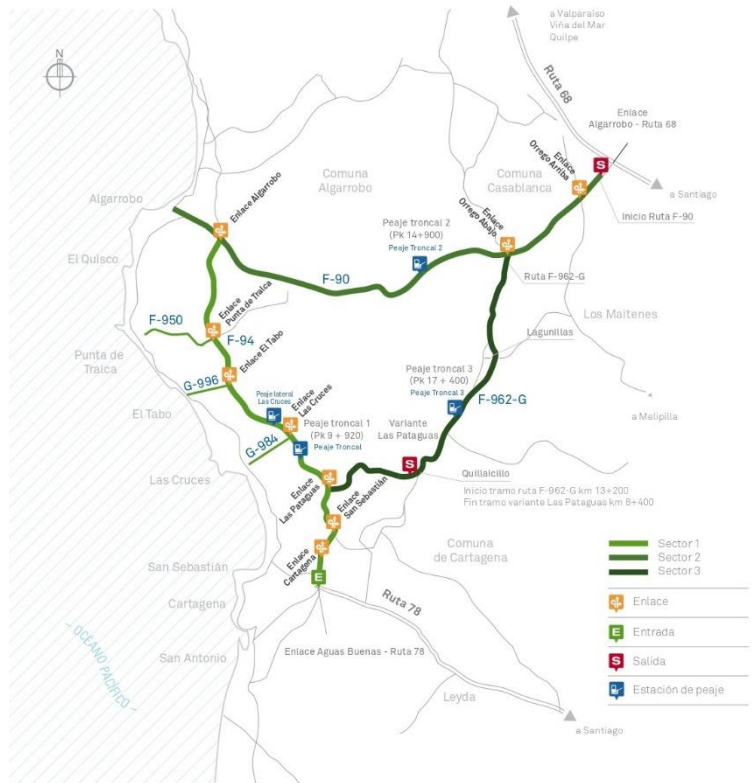 a Valparaíso
Viña del Mar
Quilpe
Ruta 68
N
Enlace
Algarrobo - Ruta 68
Enlace
Orrego Arriba
Comuna
Algarrobo
Comuna
Casablanca
a Santiago
Algarrobo
Enlace Algarrobo
Enlace
Orrego Abajo
Inicio Ruta F-90
Peaje troncal 2
(Pk 14+900)
Peaje Troncal 2
El Quisco
F-90
Ruta F-962-G
F-950
Enlace
Punta de Tralca
F-94
Los Maitenes
Lagunillas
Punta de
Tralca
Enlace El Tabo
G-996
Peaje troncal 3
(Pk 17 + 400)
Peaje Troncal 3
F-962-G
El Tabo
Peaje lateral
Las Cruces
Enlace
Las Cruces
Peaje troncal 1
(Pk 9 + 920)
Peaje Troncal
a Melipilla
G-984
Variante
Las Pataguas
Las Cruces
Enlace
Las Pataguas
Enlace
San Sebastián
S
Quillaicillo
Inicio tramo ruta F-962-G km 13+200
Fin tramo variante Las Pataguas km 8+400
Comuna
de Cartagena
San Sebastián
Enlace
Cartagena
E
Cartagena
Ruta 78
San Antonio
Enlace Aguas Buenas - Ruta 78
OCEANO PACÍFICO
Leyda
a Santiago
Sector 1
Sector 2
Sector 3
Enlace
E Entrada
S Salida
Estación de peaje
S